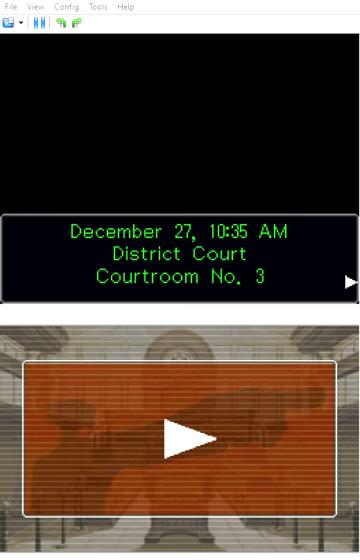 File View Config Tools Help
December 27, 10:35 AM
District Court
Courtroom No. 3